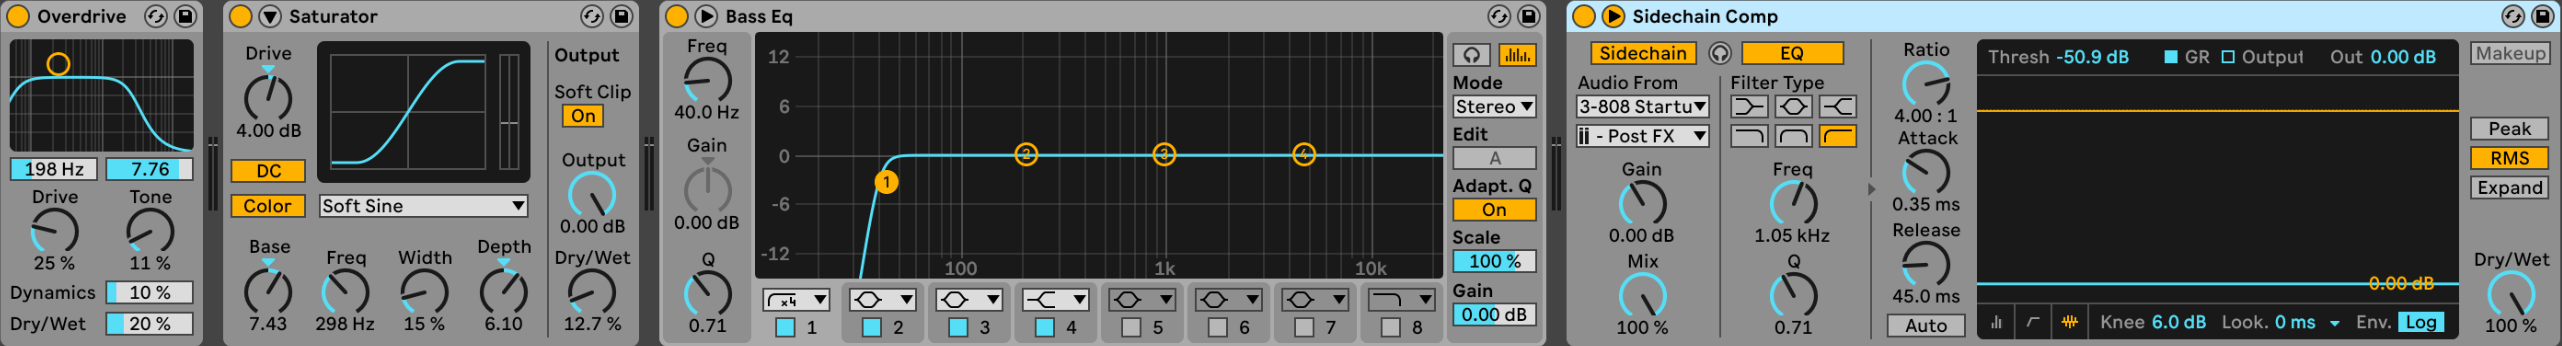 Overdrive
198 Hz
7.76
Drive
Tone
25 %
11 %
Dynamics
10 %
Dry/Wet
20 %
Saturator
Drive
4.00 dB
DC
Color
Soft Sine
Base
Freq
Width
Depth
7.43
298 Hz
15 %
6.10
Output
Soft Clip
On
Output
0.00 dB
Dry/Wet
12.7 %
Bass Eq
Freq
40.0 Hz
Gain
0.00 dB
Q
0.71
12
6
0
-6
-12
100
1k
10k
1
2
3
4
x4
1
2
3
4
5
6
7
8
Mode
Stereo
Edit
A
Adapt. Q
On
Scale
100 %
Gain
0.00 dB
Sidechain Comp
Sidechain
EQ
Audio From
3-808 Startu
- Post FX
Gain
0.00 dB
Mix
100 %
Filter Type
Freq
1.05 kHz
Q
0.71
Ratio
4.00 : 1
Attack
0.35 ms
Release
45.0 ms
Auto
Thresh -50.9 dB
GR
Output
Out 0.00 dB
0.00 dB
Knee 6.0 dB
Look. 0 ms
Env. Log
Makeup
Peak
RMS
Expand
Dry/Wet
100 %